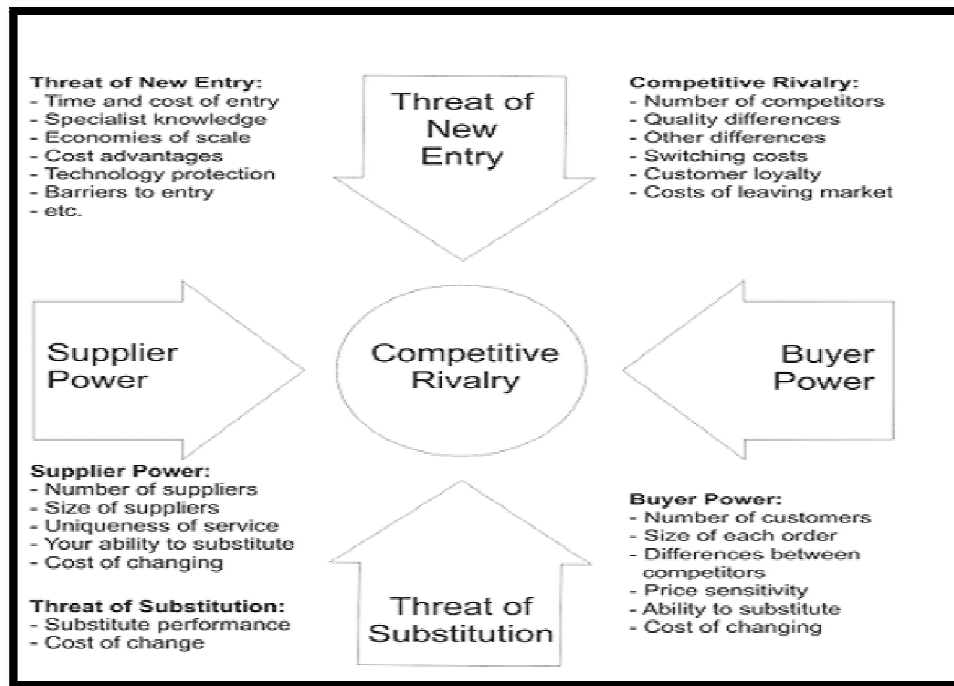 Threat of New Entry:
- Time and cost of entry
- Specialist knowledge
- Economies of scale
- Cost advantages
- Technology protection
- Barriers to entry
- etc.
Threat of
New
Entry
Competitive Rivalry:
- Number of competitors
- Quality differences
- Other differences
- Switching costs
- Customer loyalty
- Costs of leaving market
Supplier
Power
Competitive
Rivalry
Buyer
Power
Supplier Power:
- Number of suppliers
- Size of suppliers
- Uniqueness of service
- Your ability to substitute
- Cost of changing
Threat of Substitution:
- Substitute performance
- Cost of change
Threat of
Substitution
Buyer Power:
- Number of customers
- Size of each order
- Differences between
competitors
- Price sensitivity
- Ability to substitute
- Cost of changing